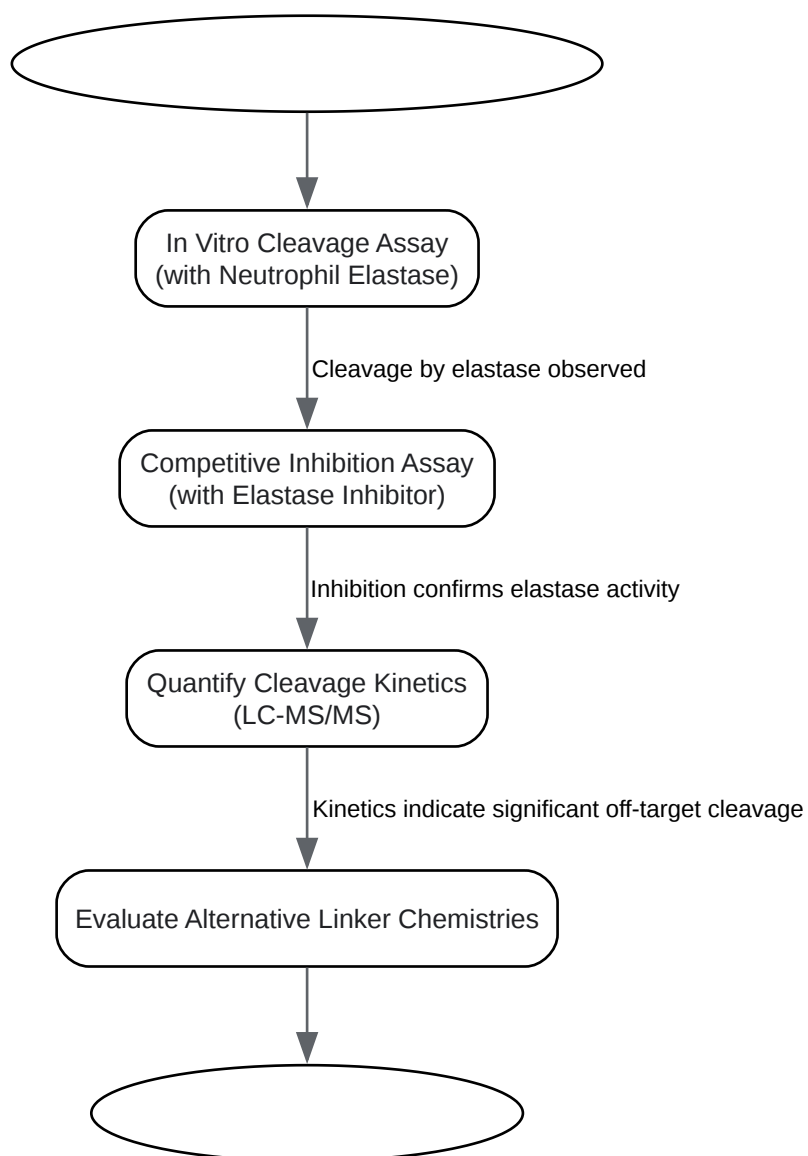 In Vitro Cleavage Assay
(with Neutrophil Elastase)
Cleavage by elastase observed
Competitive Inhibition Assay
(with Elastase Inhibitor)
Inhibition confirms elastase activity
Quantify Cleavage Kinetics
(LC-MS/MS)
Kinetics indicate significant off-target cleavage
Evaluate Alternative Linker Chemistries